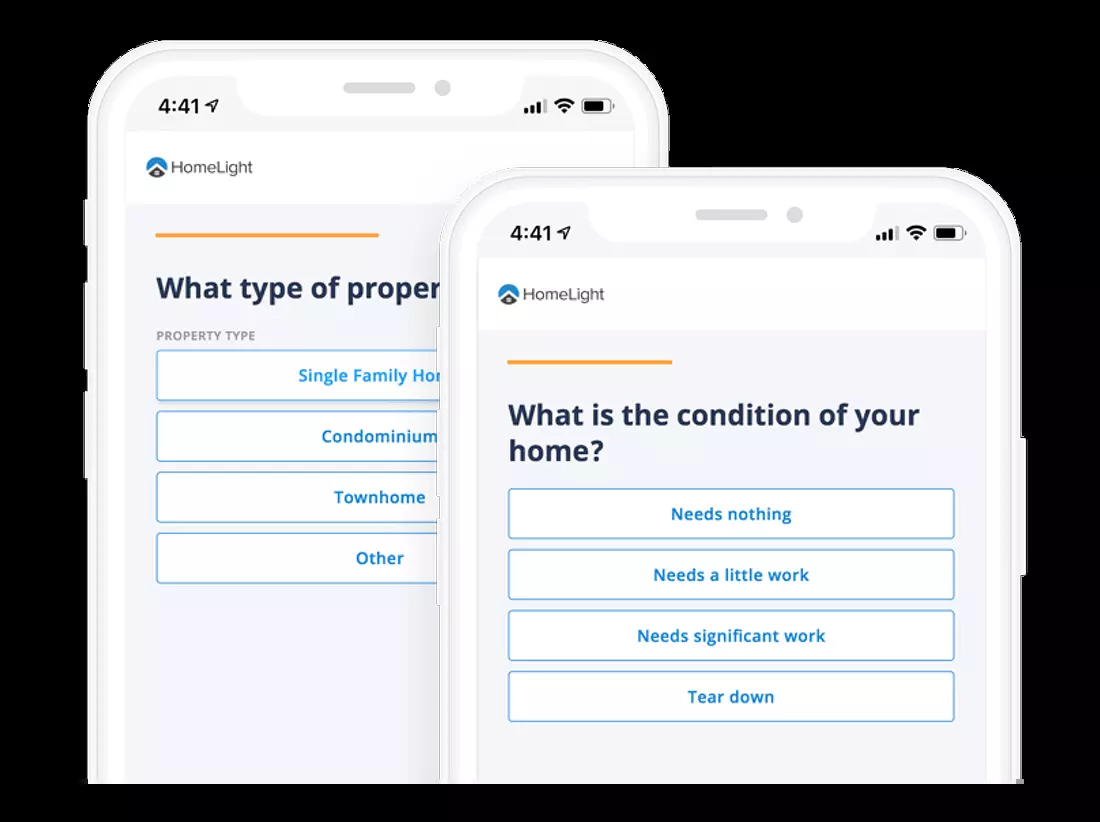 4:41
HomeLight
What type of proper
PROPERTY TYPE
Single Family Ho
Condominium
Townhome
Other
4:41
HomeLight
What is the condition of your
home?
Needs nothing
Needs a little work
Needs significant work
Tear down